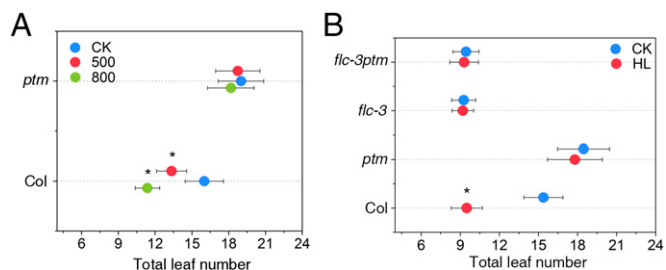 A
CK
500
800
ptm
*
*
Col
6 9 12 15 18 21 24
Total leaf number
B
CK
HL
flc-3ptm
flc-3
ptm
*
Col
6 9 12 15 18 21 24
Total leaf number